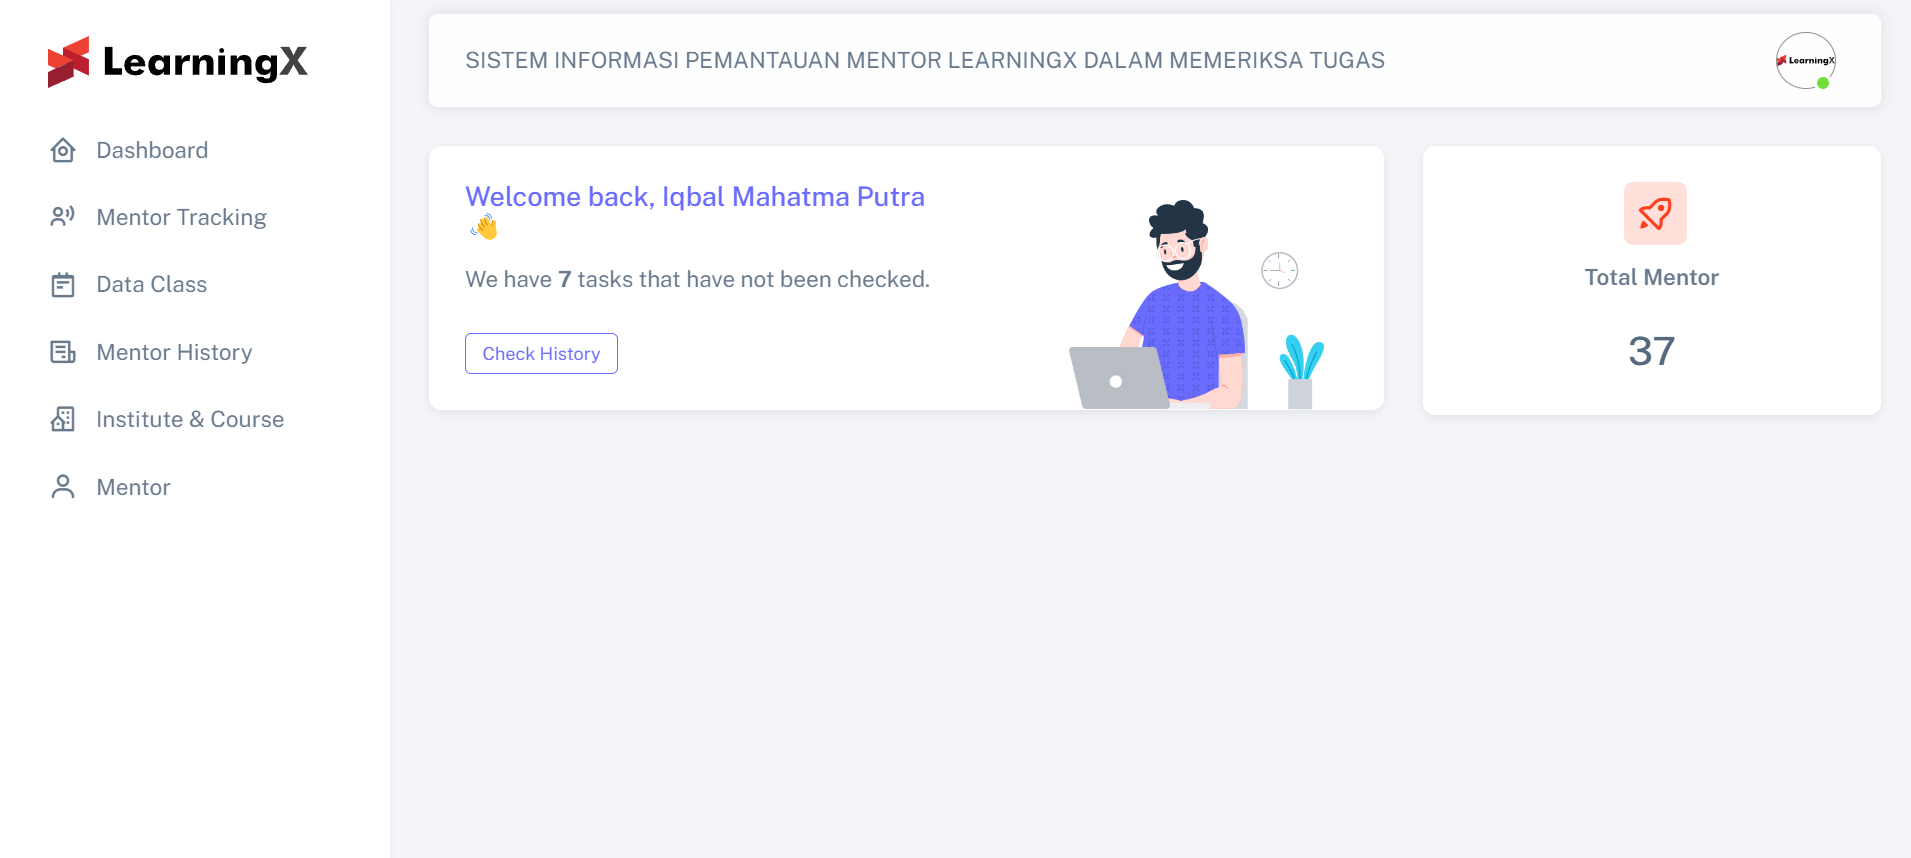 LearningX
Dashboard
Mentor Tracking
Data Class
Mentor History
Institute & Course
Mentor
SISTEM INFORMASI PEMANTAUAN MENTOR LEARNINGX DALAM MEMERIKSA TUGAS
LearningX
Welcome back, Iqbal Mahatma Putra
👋
We have 7 tasks that have not been checked.
Check History
Total Mentor
37